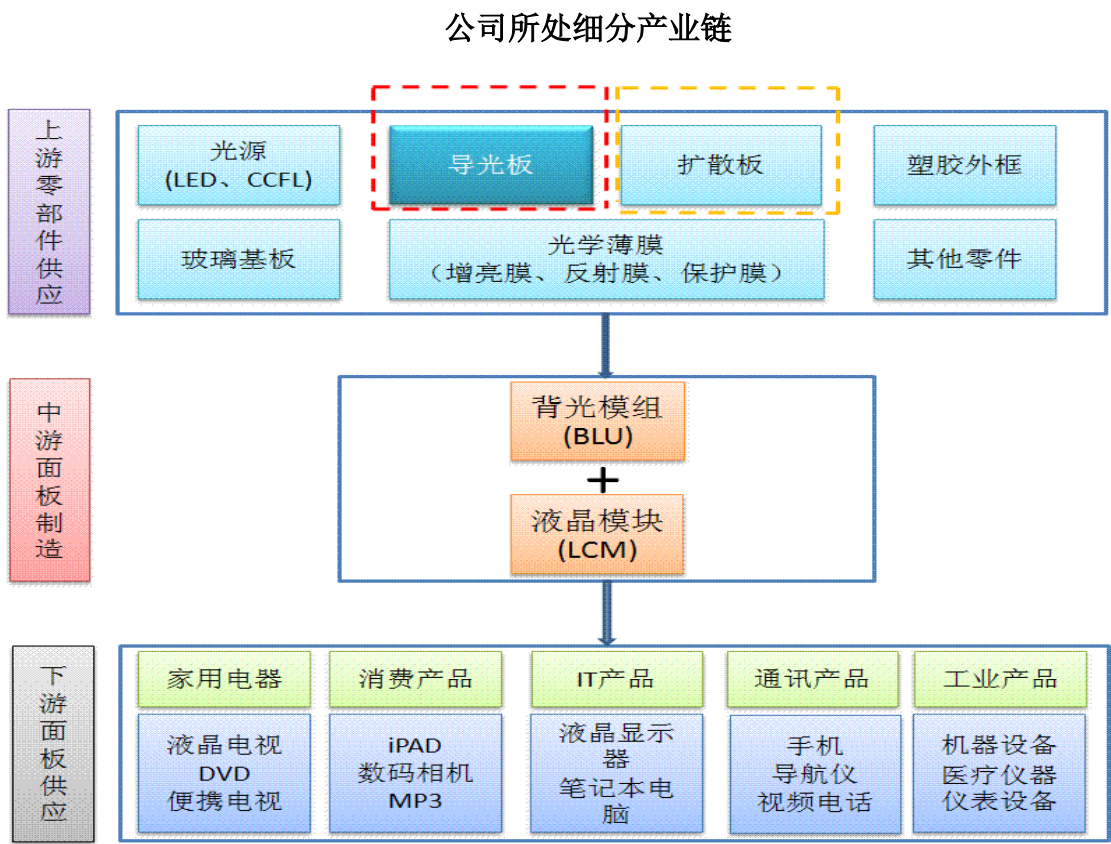 公司所处细分产业链
上游零部件供应
光源
(LED、CCFL)
导光板
扩散板
塑胶外框
玻璃基板
光学薄膜
（增亮膜、反射膜、保护膜）
其他零件
中游面板制造
背光模组
(BLU)
+
液晶模块
(LCM)
下游面板供应
家用电器
消费产品
IT产品
通讯产品
工业产品
液晶电视
DVD
便携电视
iPAD
数码相机
MP3
液晶显示
器
笔记本电
脑
手机
导航仪
视频电话
机器设备
医疗仪器
仪表设备